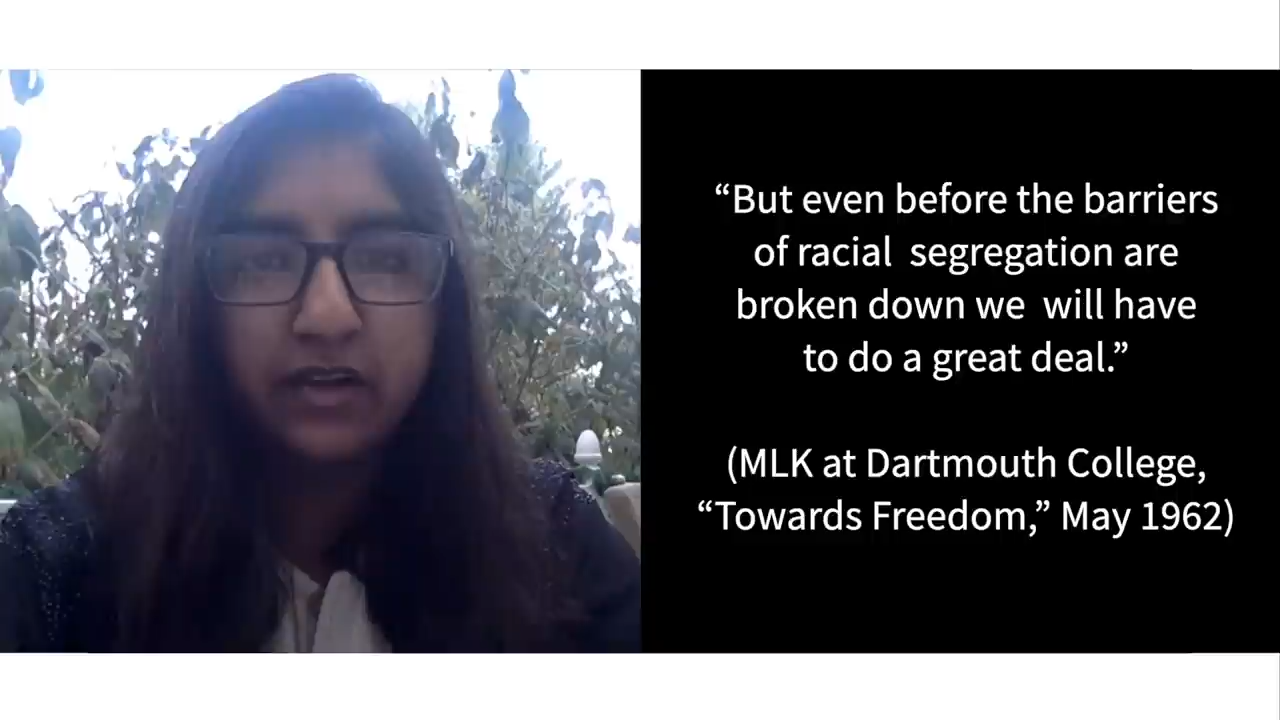 “But even before the barriers
of racial  segregation are
broken down we  will have
to do a great deal.”
(MLK at Dartmouth College,
“Towards Freedom,” May 1962)